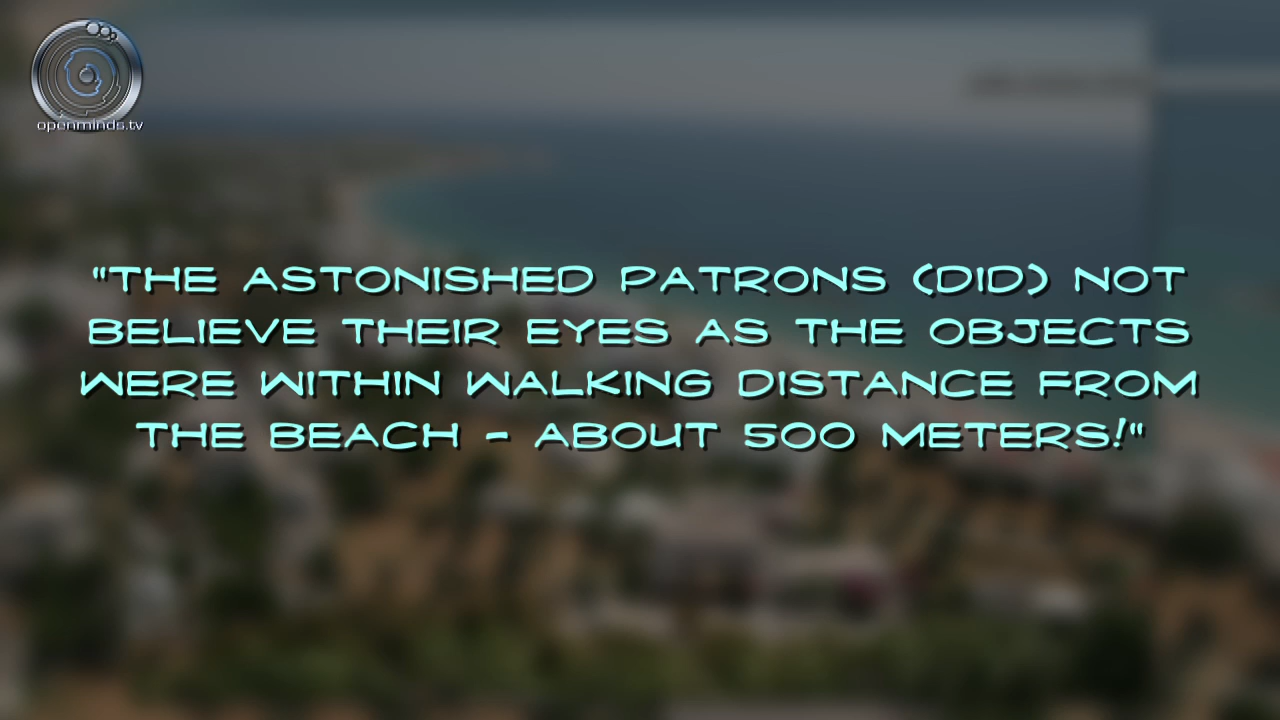 openminds.tv
"THE ASTONISHED PATRONS (DID) NOT
BELIEVE THEIR EYES AS THE OBJECTS
WERE WITHIN WALKING DISTANCE FROM
THE BEACH - ABOUT 500 METERS!"